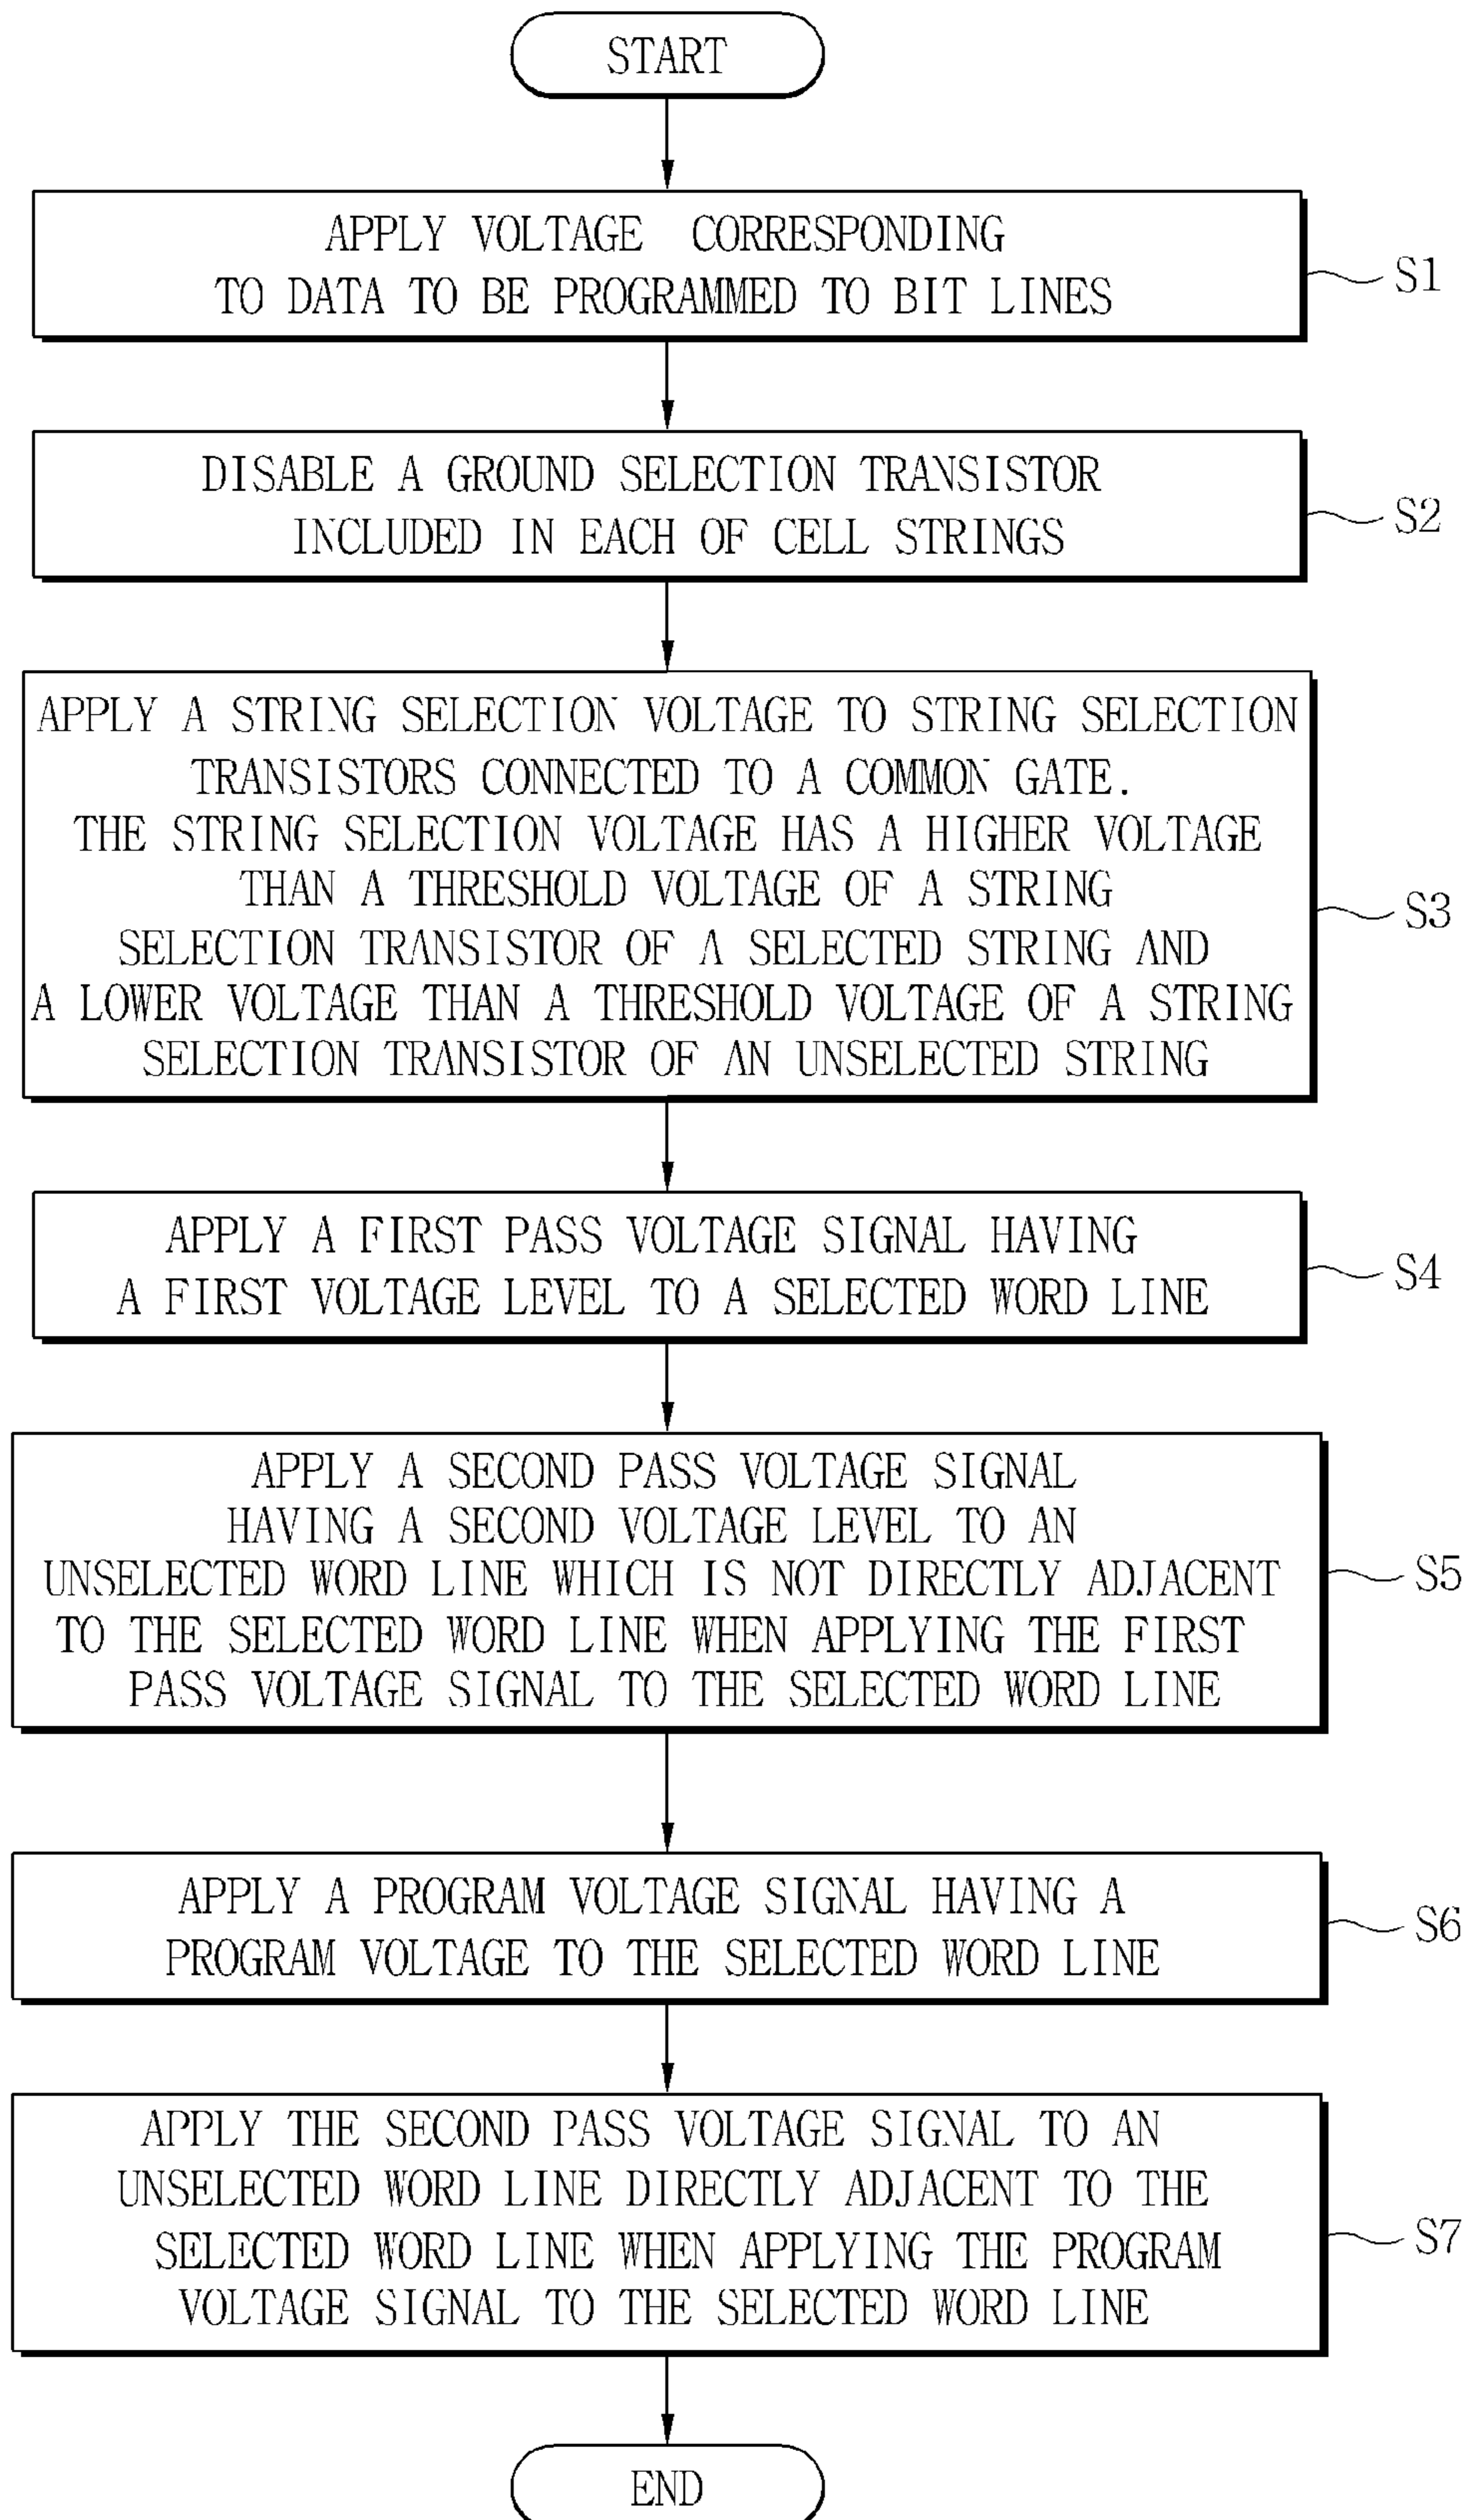 START
APPLY VOLTAGE CORRESPONDING
TO DATA TO BE PROGRAMMED TO BIT LINES
S1
DISABLE A GROUND SELECTION TRANSISTOR
INCLUDED IN EACH OF CELL STRINGS
S2
APPLY A STRING SELECTION VOLTAGE TO STRING SELECTION
TRANSISTORS CONNECTED TO A COMMON GATE.
THE STRING SELECTION VOLTAGE HAS A HIGHER VOLTAGE
THAN A THRESHOLD VOLTAGE OF A STRING
SELECTION TRANSISTOR OF A SELECTED STRING AND
A LOWER VOLTAGE THAN A THRESHOLD VOLTAGE OF A STRING
SELECTION TRANSISTOR OF AN UNSELECTED STRING
S3
APPLY A FIRST PASS VOLTAGE SIGNAL HAVING
A FIRST VOLTAGE LEVEL TO A SELECTED WORD LINE
S4
APPLY A SECOND PASS VOLTAGE SIGNAL
HAVING A SECOND VOLTAGE LEVEL TO AN
UNSELECTED WORD LINE WHICH IS NOT DIRECTLY ADJACENT
TO THE SELECTED WORD LINE WHEN APPLYING THE FIRST
PASS VOLTAGE SIGNAL TO THE SELECTED WORD LINE
S5
APPLY A PROGRAM VOLTAGE SIGNAL HAVING A
PROGRAM VOLTAGE TO THE SELECTED WORD LINE
S6
APPLY THE SECOND PASS VOLTAGE SIGNAL TO AN
UNSELECTED WORD LINE DIRECTLY ADJACENT TO THE
SELECTED WORD LINE WHEN APPLYING THE PROGRAM
VOLTAGE SIGNAL TO THE SELECTED WORD LINE
S7
END